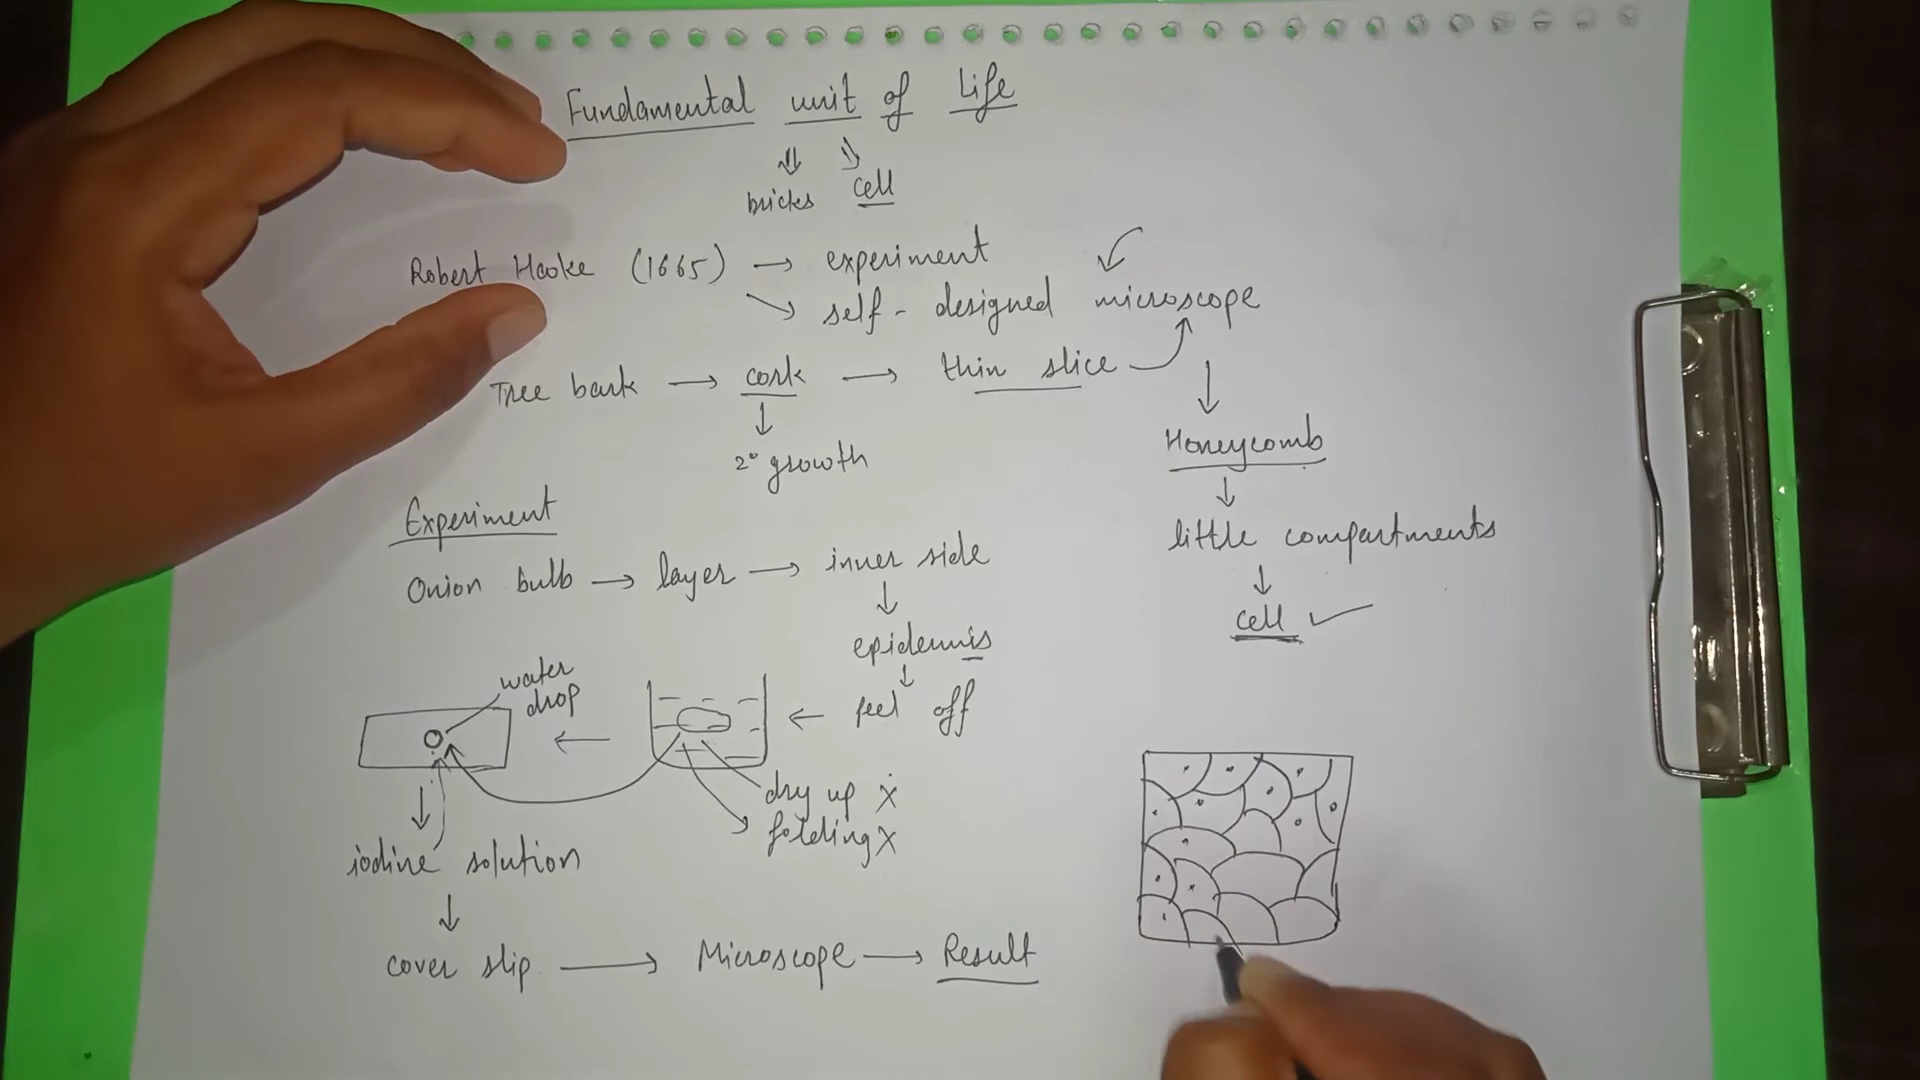 Fundamental unit of Life
bricks cell
Robert Hooke (1665) → experiment
↘ self - designed microscope
Tree bark → cork → thin slice
2° growth
Honeycomb
little compartments
cell ✓
Experiment
Onion bulb → layer → inner side
epidermis
peel off
water
drop
dry up x
folding x
iodine solution
cover slip → Microscope → Result